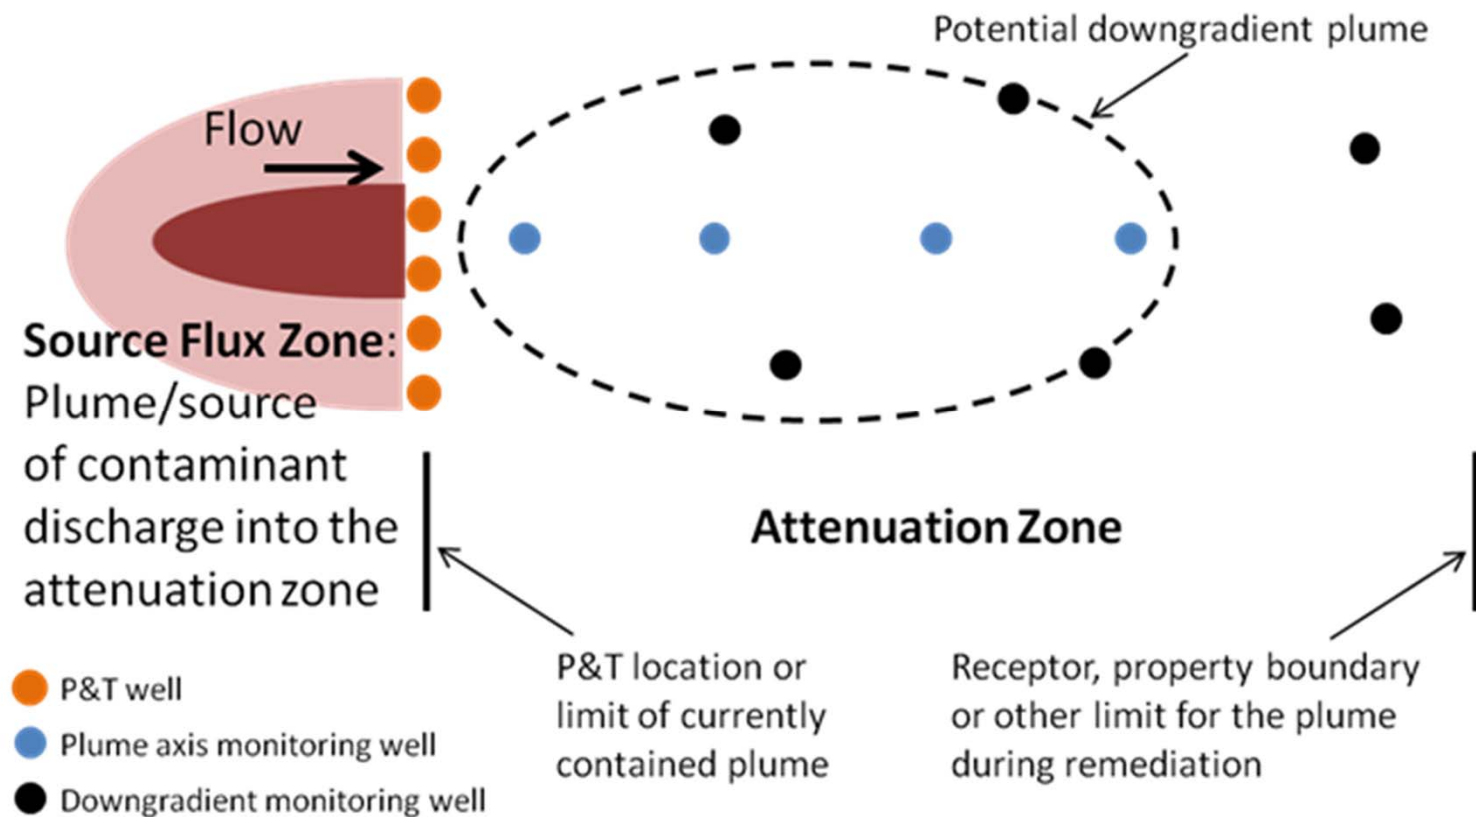 Potential downgradient plume
Flow
Source Flux Zone:
Plume/source
of contaminant
discharge into the
attenuation zone
Attenuation Zone
P&T location or
limit of currently
contained plume
Receptor, property boundary
or other limit for the plume
during remediation
P&T well
Plume axis monitoring well
Downgradient monitoring well